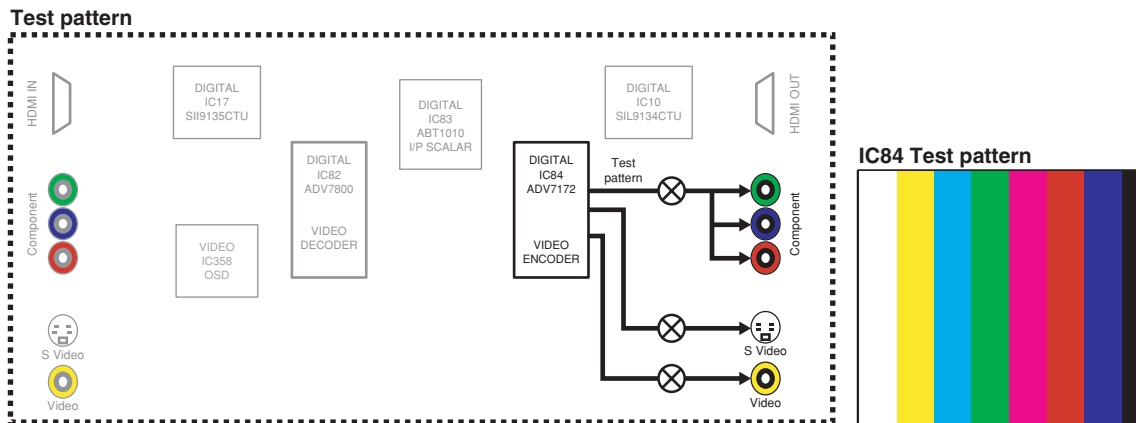 Test pattern
HDMI IN
DIGITAL
IC17
SII9135CTU
DIGITAL
IC83
ABT1010
I/P SCALAR
DIGITAL
IC10
SIL9134CTU
HDMI OUT
Component
DIGITAL
IC82
ADV7800
VIDEO
DECODER
VIDEO
IC358
OSD
DIGITAL
IC84
ADV7172
VIDEO
ENCODER
Test
pattern
Component
S Video
Video
S Video
Video
IC84 Test pattern